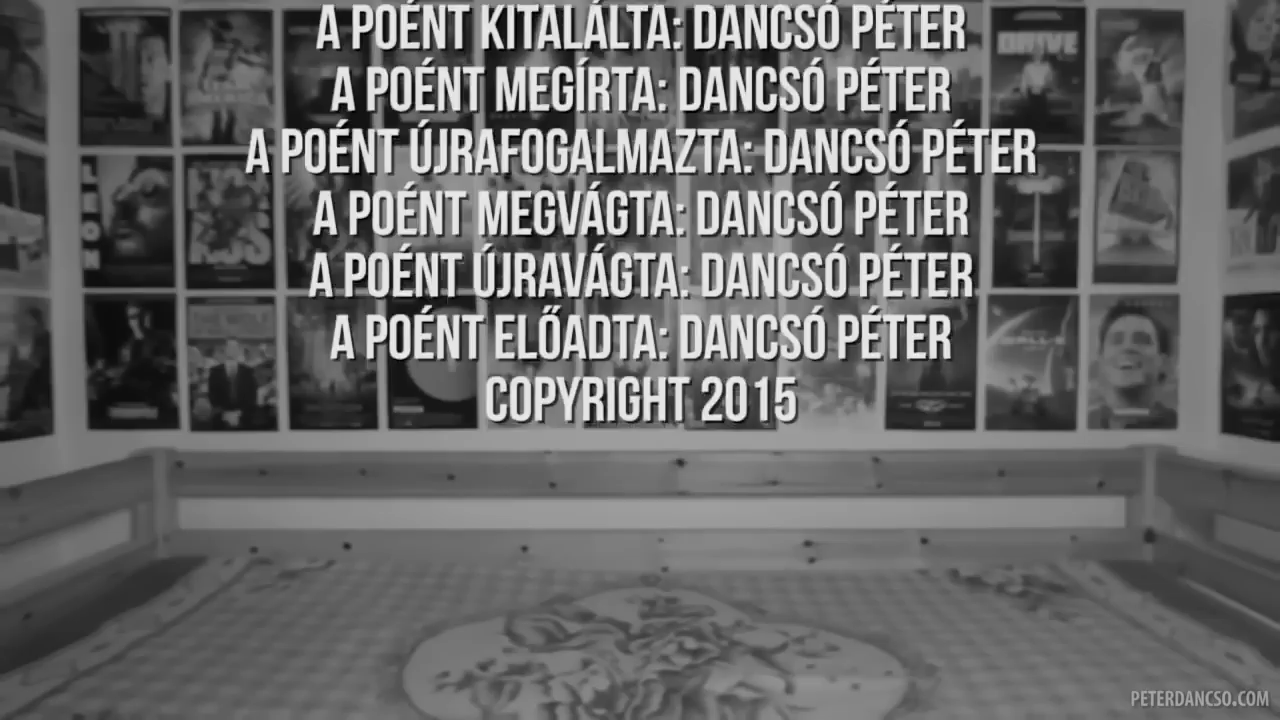 A POÉNT KITALÁLTA: DANCSÓ PÉTER
A POÉNT MEGÍRTA: DANCSÓ PÉTER
A POÉNT ÚJRAFOGALMAZTA: DANCSÓ PÉTER
A POÉNT MEGVÁGTA: DANCSÓ PÉTER
A POÉNT ÚJRAVÁGTA: DANCSÓ PÉTER
A POÉNT ELŐADTA: DANCSÓ PÉTER
COPYRIGHT 2015
DRIVE
PETERDANCSO.COM